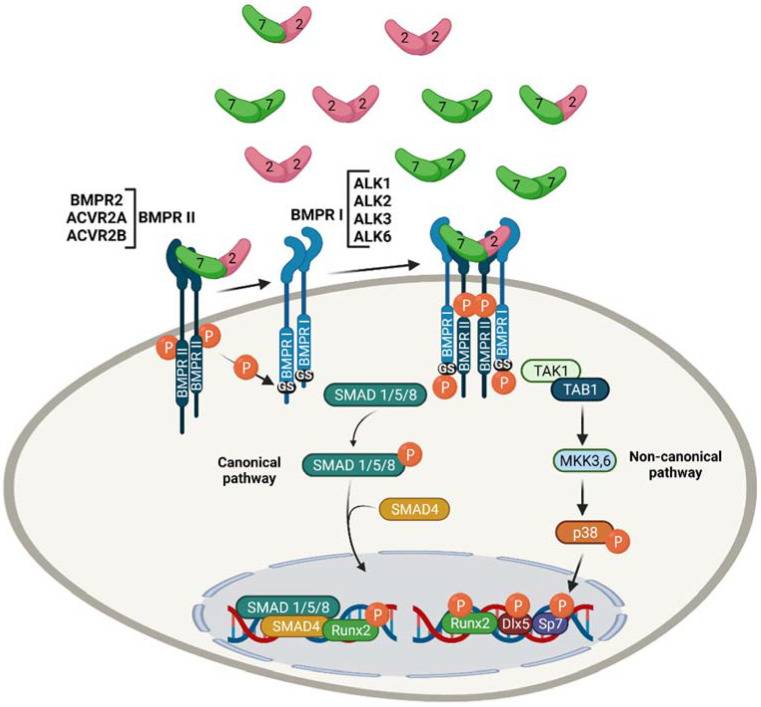 7 2
2 2
7 7
2 2
7 7
7 2
2 2
7 7
7 7
BMPR2
ACVR2A
ACVR2B
BMPR II
BMPR I
ALK1
ALK2
ALK3
ALK6
7 2
7 2
P
P
BMPR II
BMPR II
P
BMPR I
BMPR I
GS
GS
P
P
BMPR I
BMPR II
BMPR II
BMPR I
GS
GS
P
P
TAK1
TAB1
SMAD 1/5/8
Canonical
pathway
SMAD 1/5/8
P
MKK3,6
Non-canonical
pathway
SMAD4
p38
P
SMAD 1/5/8
SMAD4
Runx2
P
P
P
P
Runx2
Dlx5
Sp7